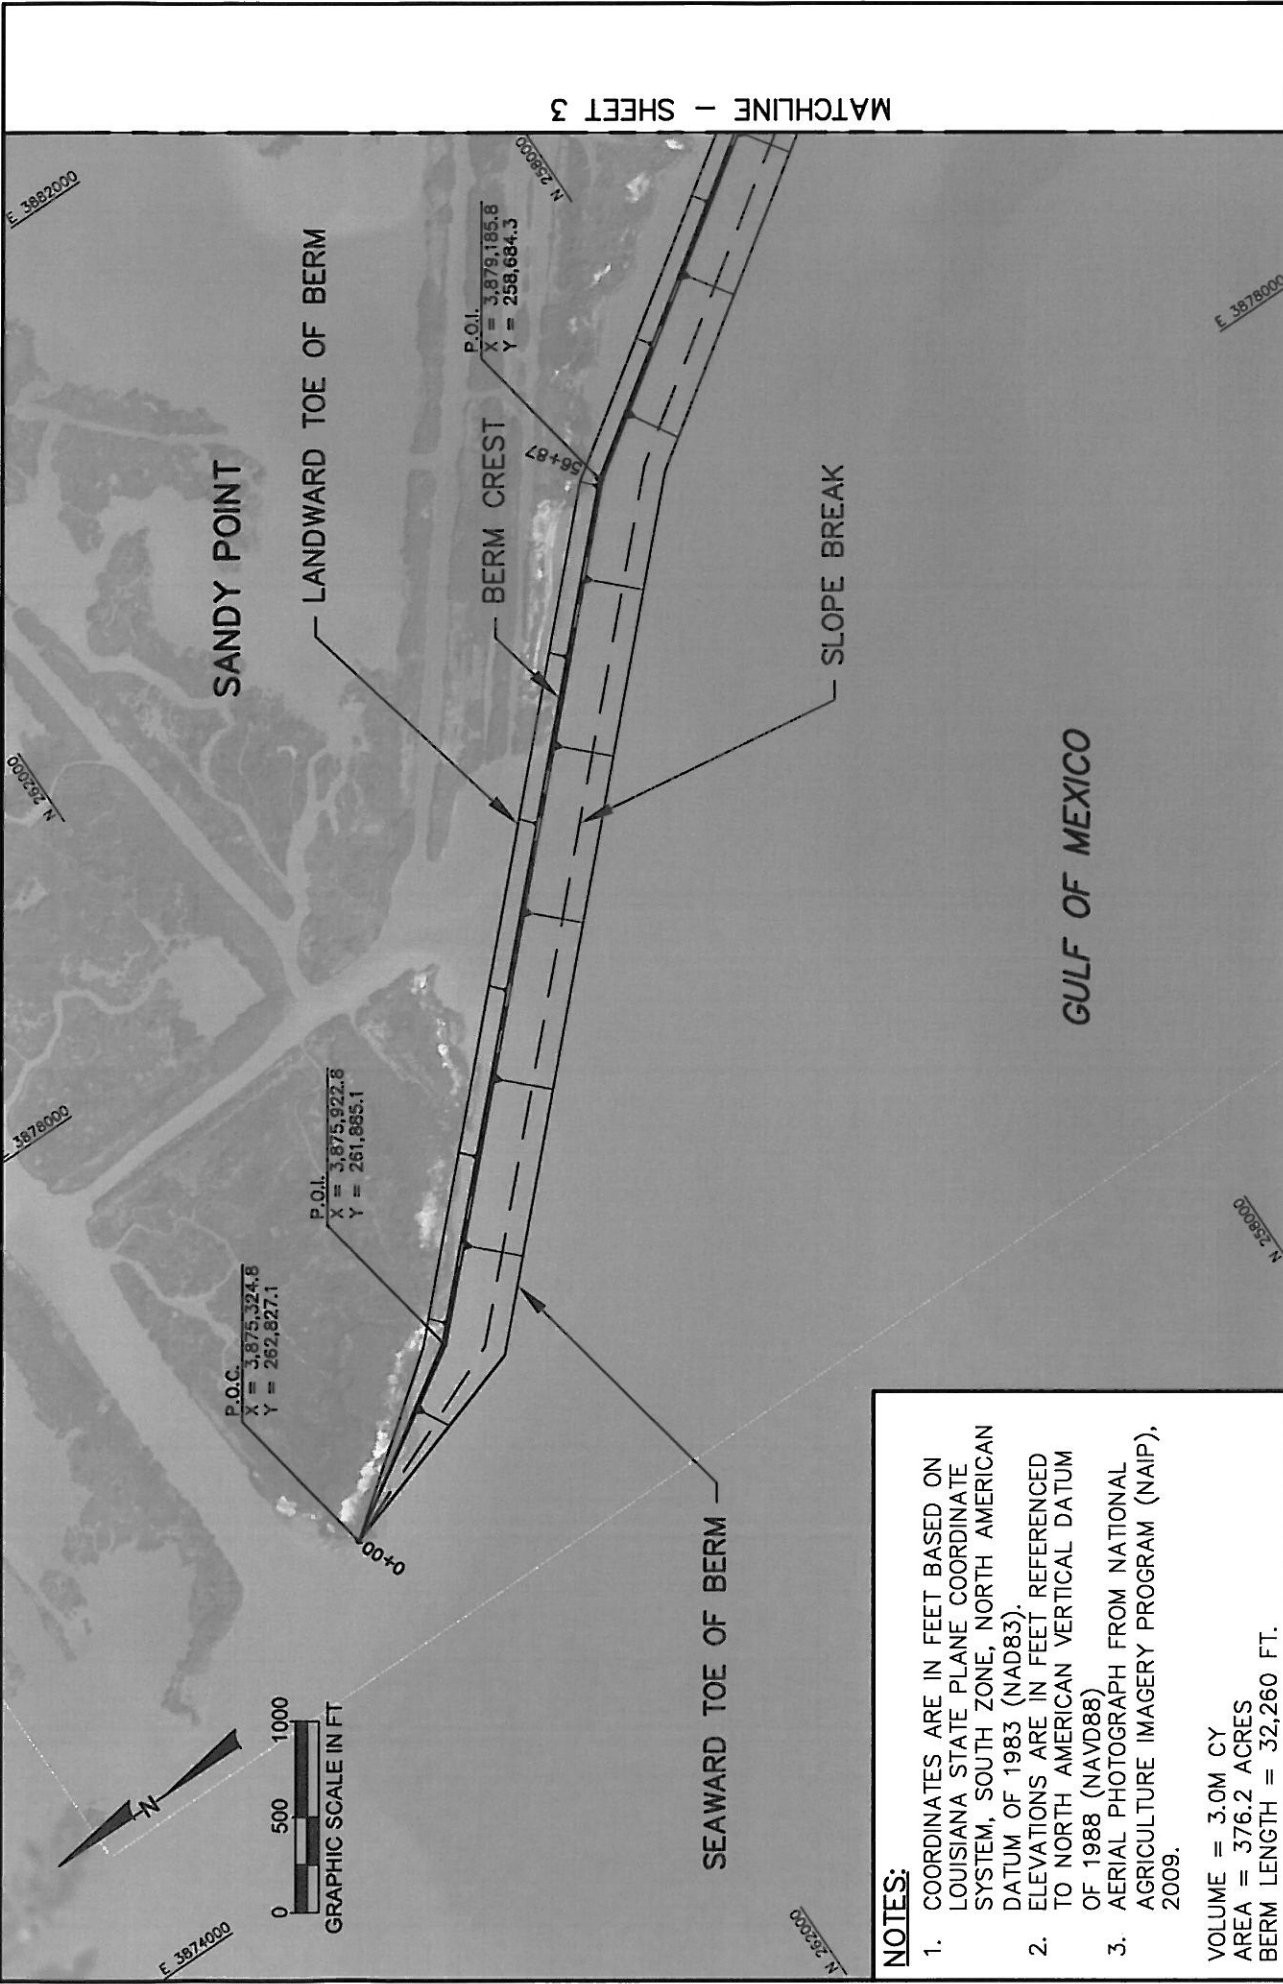 MATCHLINE – SHEET 3
E 3882000
N 258000
SANDY POINT
LANDWARD TOE OF BERM
BERM CREST
P.O.I.
X = 3,879,185.8
Y = 258,684.3
56+87
SLOPE BREAK
E 3878000
N 262000
3878000
P.O.I.
X = 3,875,922.8
Y = 261,885.1
P.O.C.
X = 3,875,324.8
Y = 262,827.1
0+00
GULF OF MEXICO
N 258000
SEAWARD TOE OF BERM
N
0 500 1000
GRAPHIC SCALE IN FT
E 3874000
N 262000
NOTES:
1. COORDINATES ARE IN FEET BASED ON
LOUISIANA STATE PLANE COORDINATE
SYSTEM, SOUTH ZONE, NORTH AMERICAN
DATUM OF 1983 (NAD83).
2. ELEVATIONS ARE IN FEET REFERENCED
TO NORTH AMERICAN VERTICAL DATUM
OF 1988 (NAVD88)
3. AERIAL PHOTOGRAPH FROM NATIONAL
AGRICULTURE IMAGERY PROGRAM (NAIP),
2009.
VOLUME = 3.0M CY
AREA = 376.2 ACRES
BERM LENGTH = 32,260 FT.